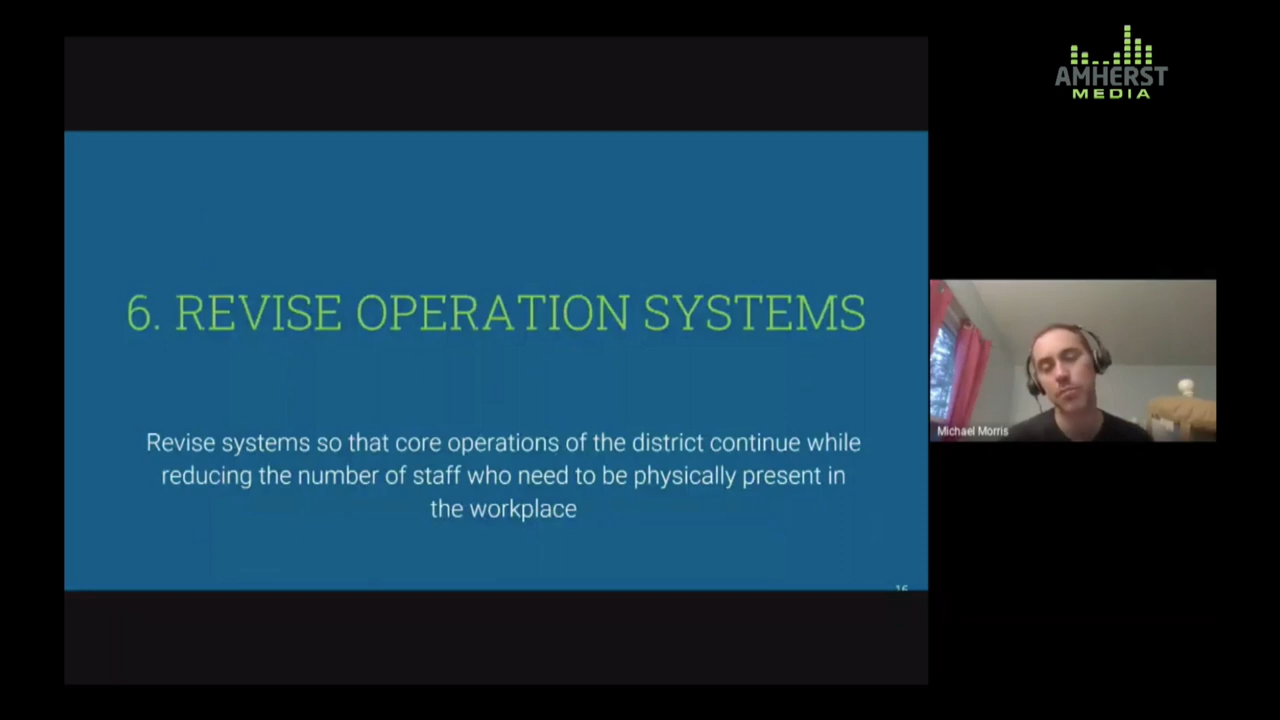 AMHERST
MEDIA
6. REVISE OPERATION SYSTEMS
Revise systems so that core operations of the district continue while
reducing the number of staff who need to be physically present in
the workplace
16
Michael Morris